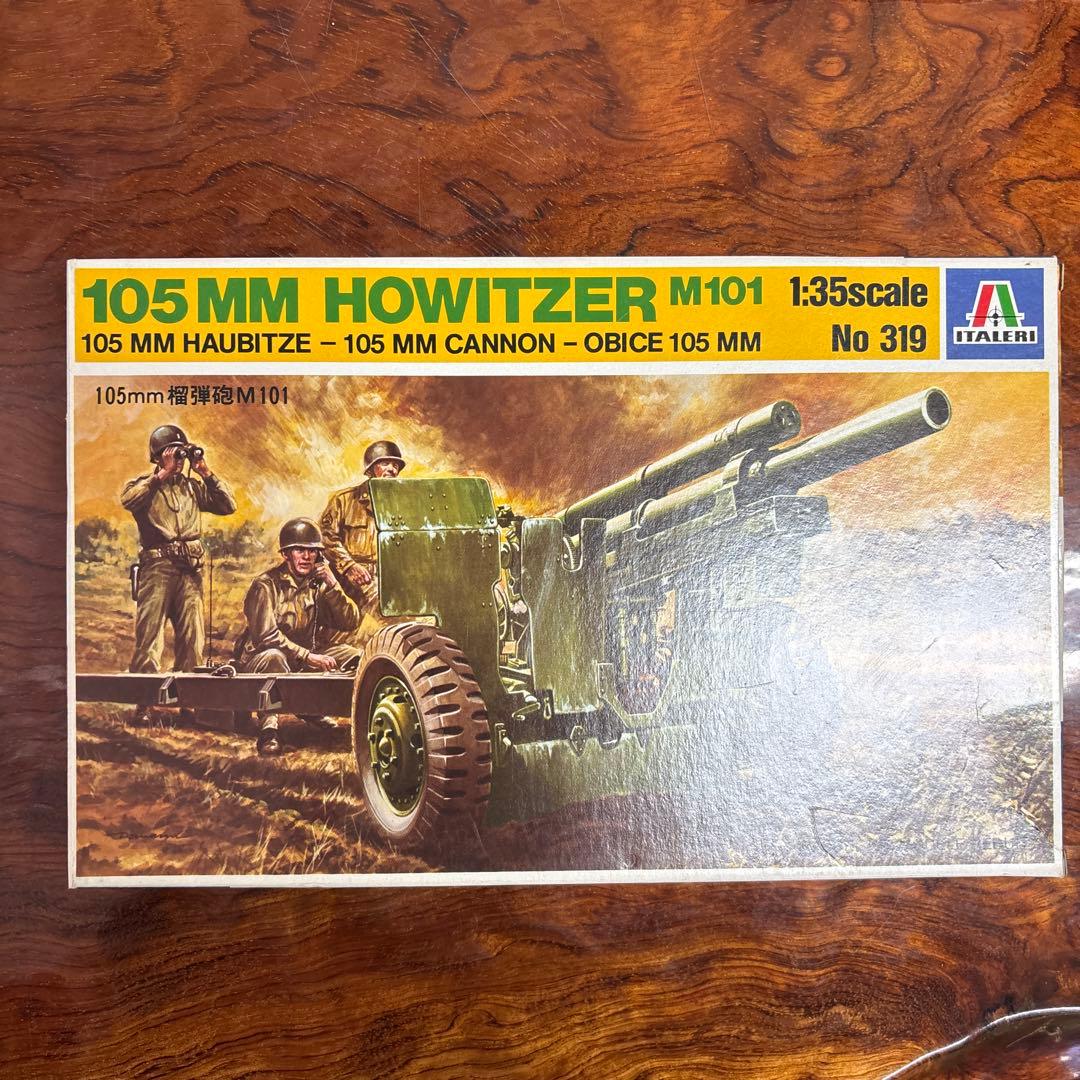 105 MM HOWITZER M101 1:35scale
105 MM HAUBITZE – 105 MM CANNON – OBICE 105 MM No 319
ITALERI
105mm榴弾砲M101